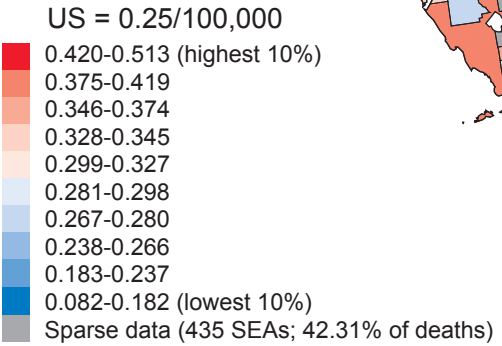 US = 0.25/100,000
0.420-0.513 (highest 10%)
0.375-0.419
0.346-0.374
0.328-0.345
0.299-0.327
0.281-0.298
0.267-0.280
0.238-0.266
0.183-0.237
0.082-0.182 (lowest 10%)
Sparse data (435 SEAs; 42.31% of deaths)